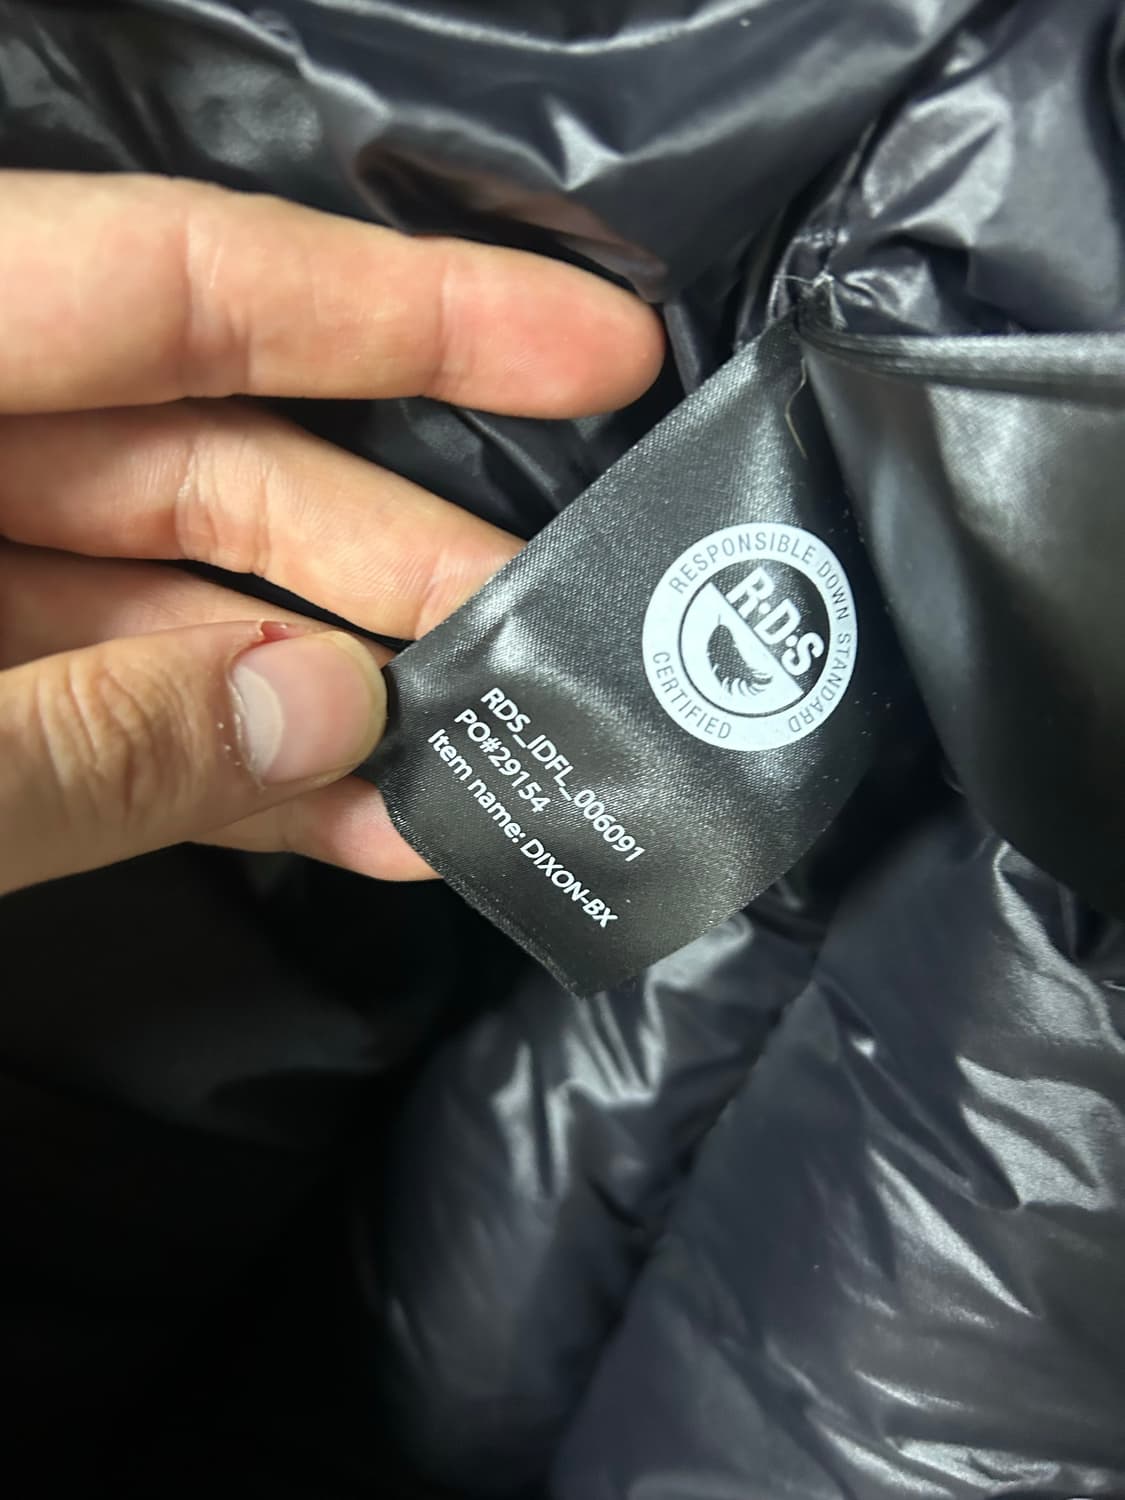 RESPONSIBLE DOWN STANDARD
R·D·S
CERTIFIED
RDS_IDFL_006091
PO#29154
Item name: DIXON-BX